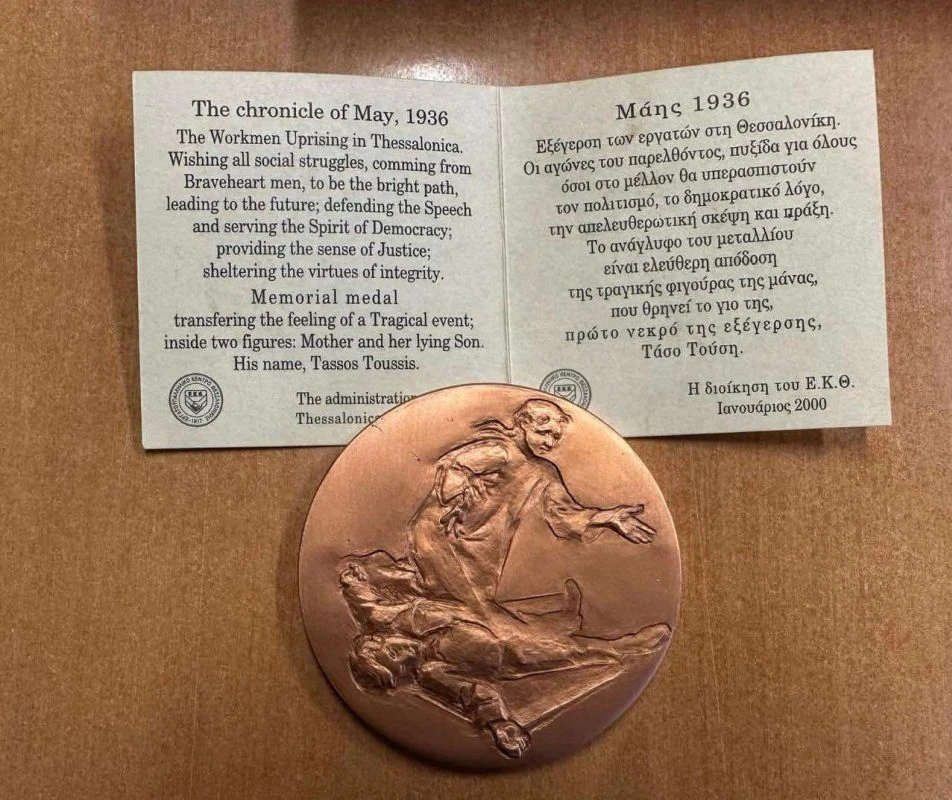 The chronicle of May, 1936
The Workmen Uprising in Thessalonica.
Wishing all social struggles, comming from
Braveheart men, to be the bright path,
leading to the future; defending the Speech
and serving the Spirit of Democracy;
providing the sense of Justice;
sheltering the virtues of integrity.
Memorial medal
transfering the feeling of a Tragical event;
inside two figures: Mother and her lying Son.
His name, Tassos Toussis.
ΕΡΓΑΤΟΫΠΑΛΛΗΛΙΚΟ ΚΕΝΤΡΟ ΘΕΣΣΑΛΟΝΙΚΗΣ
Ε.Κ.Θ.
1917
The administration
Thessalonic
Μάης 1936
Εξέγερση των εργατών στη Θεσσαλονίκη.
Οι αγώνες του παρελθόντος, πυξίδα για όλους
όσοι στο μέλλον θα υπερασπιστούν
τον πολιτισμό, το δημοκρατικό λόγο,
την απελευθερωτική σκέψη και πράξη.
Το ανάγλυφο του μεταλλίου
είναι ελεύθερη απόδοση
της τραγικής φιγούρας της μάνας,
που θρηνεί το γιο της,
πρώτο νεκρό της εξέγερσης,
Τάσο Τούση.
Ε.Κ.Θ.
Η διοίκηση του Ε.Κ.Θ.
Ιανουάριος 2000